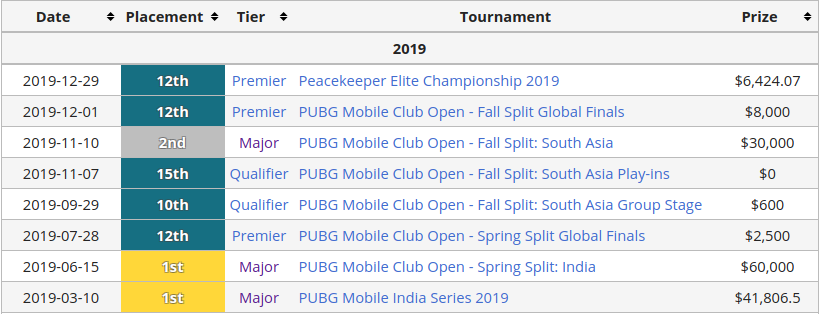 Date Placement Tier Tournament Prize
2019
2019-12-29 12th Premier Peacekeeper Elite Championship 2019 $6,424.07
2019-12-01 12th Premier PUBG Mobile Club Open - Fall Split Global Finals $8,000
2019-11-10 2nd Major PUBG Mobile Club Open - Fall Split: South Asia $30,000
2019-11-07 15th Qualifier PUBG Mobile Club Open - Fall Split: South Asia Play-ins $0
2019-09-29 10th Qualifier PUBG Mobile Club Open - Fall Split: South Asia Group Stage $600
2019-07-28 12th Premier PUBG Mobile Club Open - Spring Split Global Finals $2,500
2019-06-15 1st Major PUBG Mobile Club Open - Spring Split: India $60,000
2019-03-10 1st Major PUBG Mobile India Series 2019 $41,806.5